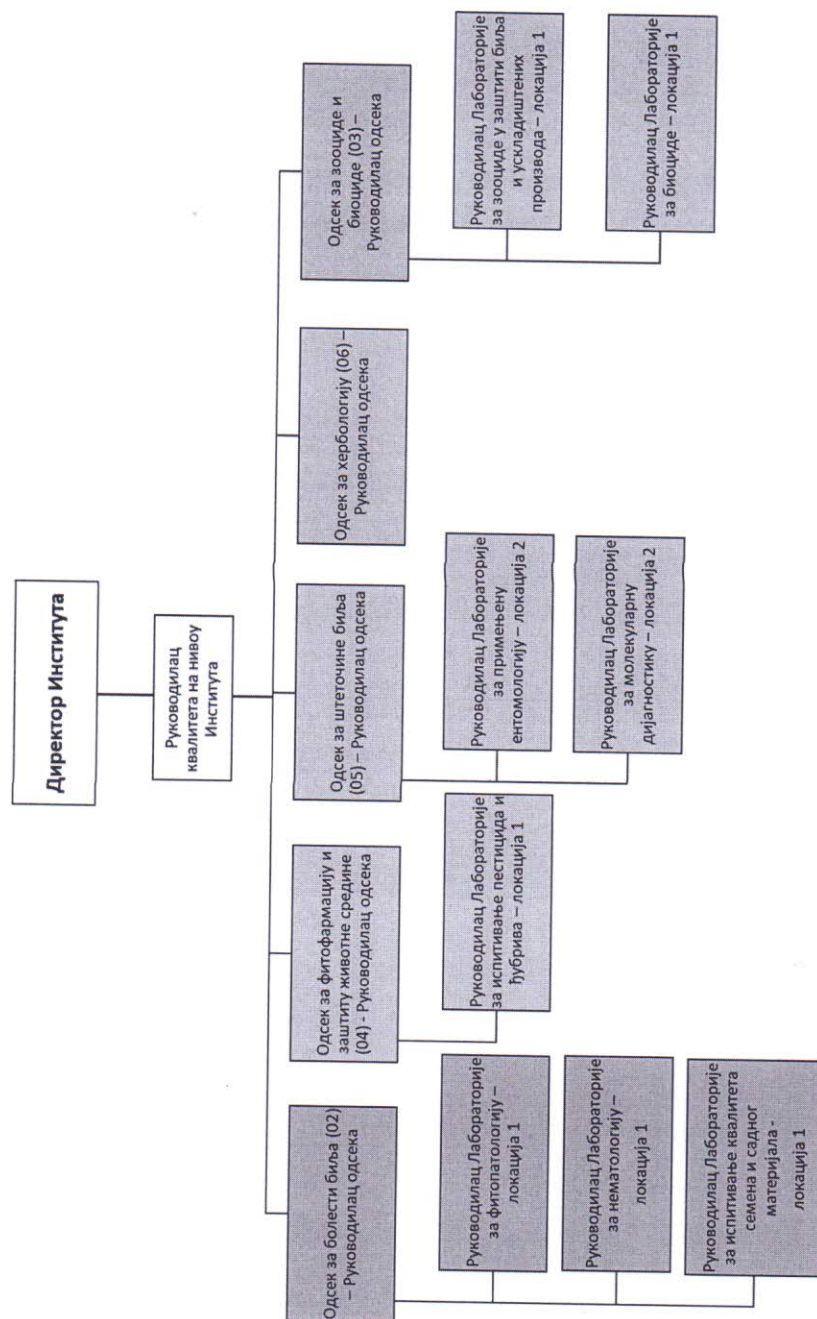 Директор Института
Руководилац
квалитета на нивоу
Института
Одсек за болести биља (02)
– Руководилац одсека
Руководилац Лабораторије
за фитопатологију –
локација 1
Руководилац Лабораторије
за нематологију –
локација 1
Руководилац Лабораторије
за испитивање квалитета
семена и садног
материјала -
локација 1
Одсек за фитофармацију и
заштиту животне средине
(04) - Руководилац одсека
Руководилац Лабораторије
за испитивање пестицида и
ђубрива – локација 1
Одсек за штеточине биља
(05) – Руководилац одсека
Руководилац Лабораторије
за примењену
ентомологију – локација 2
Руководилац Лабораторије
за молекуларну
дијагностику – локација 2
Одсек за хербологију (06) –
Руководилац одсека
Одсек за зооциде и
биоциде (03) –
Руководилац одсека
Руководилац Лабораторије
за зооциде у заштити биља
и ускладиштених
производа – локација 1
Руководилац Лабораторије
за биоциде – локација 1